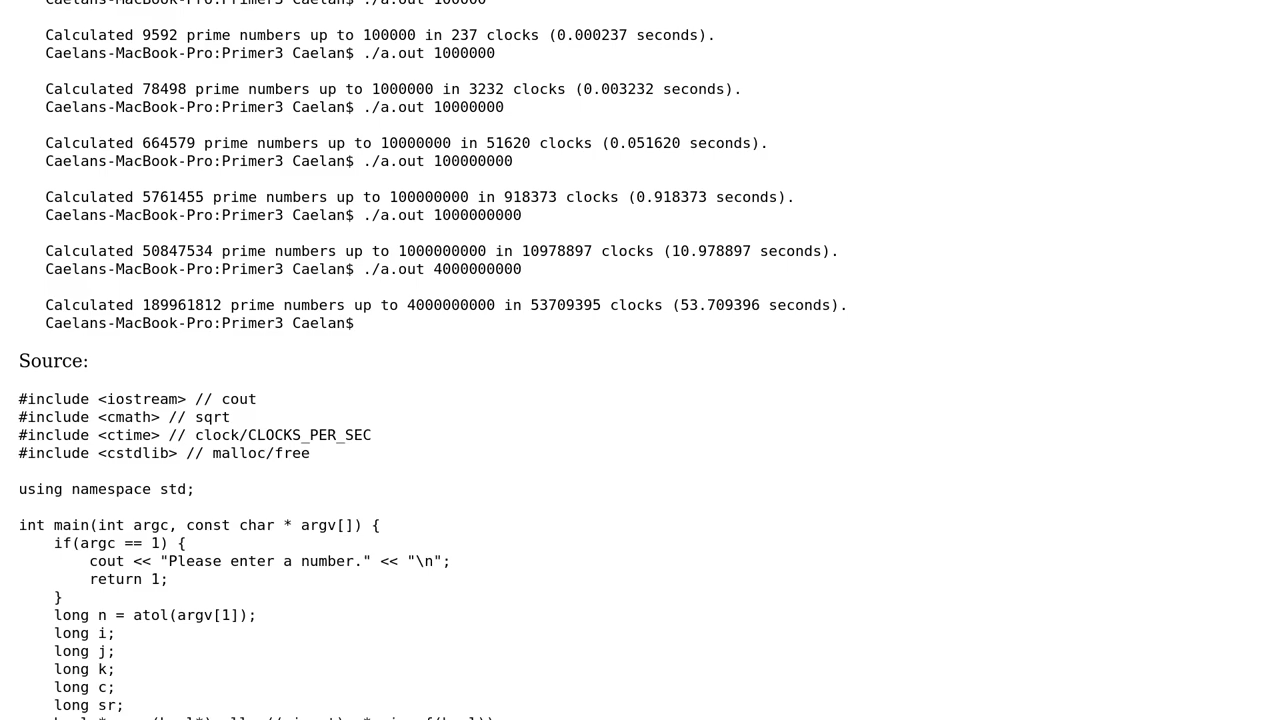 Caelans-MacBook-Pro:Primer3 Caelan$ ./a.out 100000
Calculated 9592 prime numbers up to 100000 in 237 clocks (0.000237 seconds).
Caelans-MacBook-Pro:Primer3 Caelan$ ./a.out 1000000
Calculated 78498 prime numbers up to 1000000 in 3232 clocks (0.003232 seconds).
Caelans-MacBook-Pro:Primer3 Caelan$ ./a.out 10000000
Calculated 664579 prime numbers up to 10000000 in 51620 clocks (0.051620 seconds).
Caelans-MacBook-Pro:Primer3 Caelan$ ./a.out 100000000
Calculated 5761455 prime numbers up to 100000000 in 918373 clocks (0.918373 seconds).
Caelans-MacBook-Pro:Primer3 Caelan$ ./a.out 1000000000
Calculated 50847534 prime numbers up to 1000000000 in 10978897 clocks (10.978897 seconds).
Caelans-MacBook-Pro:Primer3 Caelan$ ./a.out 4000000000
Calculated 189961812 prime numbers up to 4000000000 in 53709395 clocks (53.709396 seconds).
Caelans-MacBook-Pro:Primer3 Caelan$
Source:
#include <iostream> // cout
#include <cmath> // sqrt
#include <ctime> // clock/CLOCKS_PER_SEC
#include <cstdlib> // malloc/free
using namespace std;
int main(int argc, const char * argv[]) {
if(argc == 1) {
cout << "Please enter a number." << "\n";
return 1;
}
long n = atol(argv[1]);
long i;
long j;
long k;
long c;
long sr;